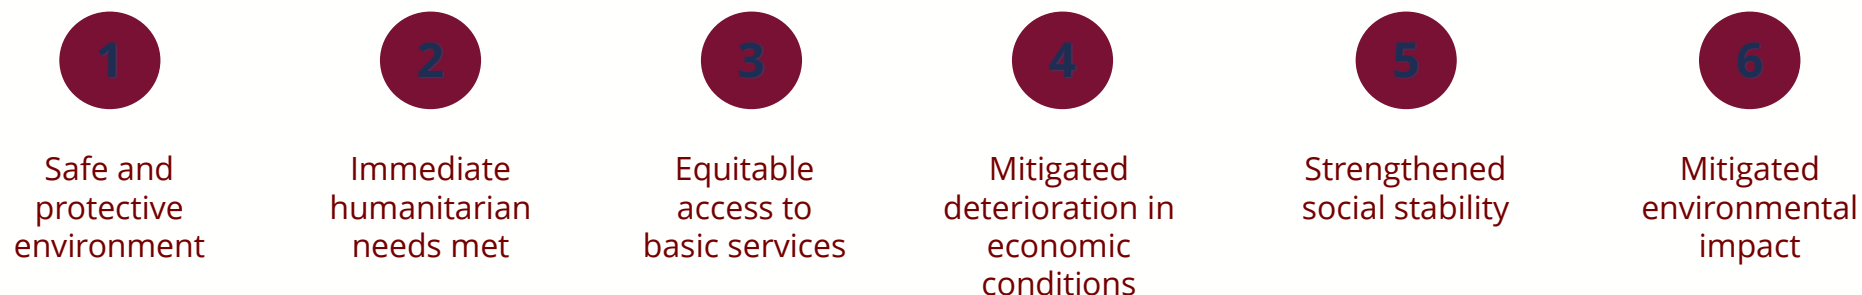 1
Safe and
protective
environment
2
Immediate
humanitarian
needs met
3
Equitable
access to
basic services
4
Mitigated
deterioration in
economic
conditions
5
Strengthened
social stability
6
Mitigated
environmental
impact